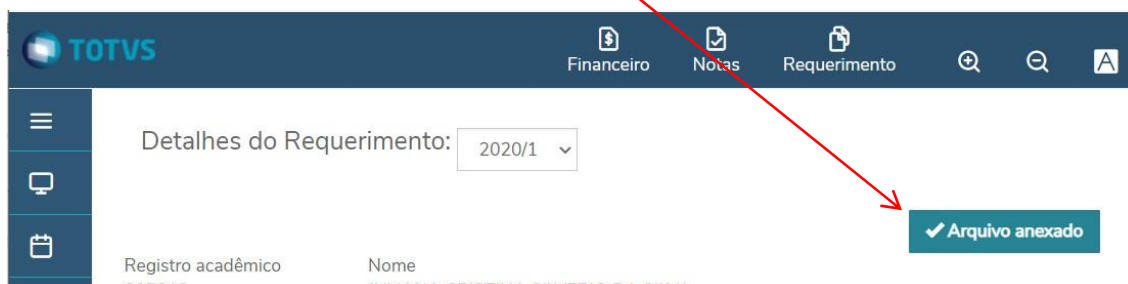 TOTVS
Financeiro
Notas
Requerimento
A
Detalhes do Requerimento: 2020/1
Arquivo anexado
Registro acadêmico Nome